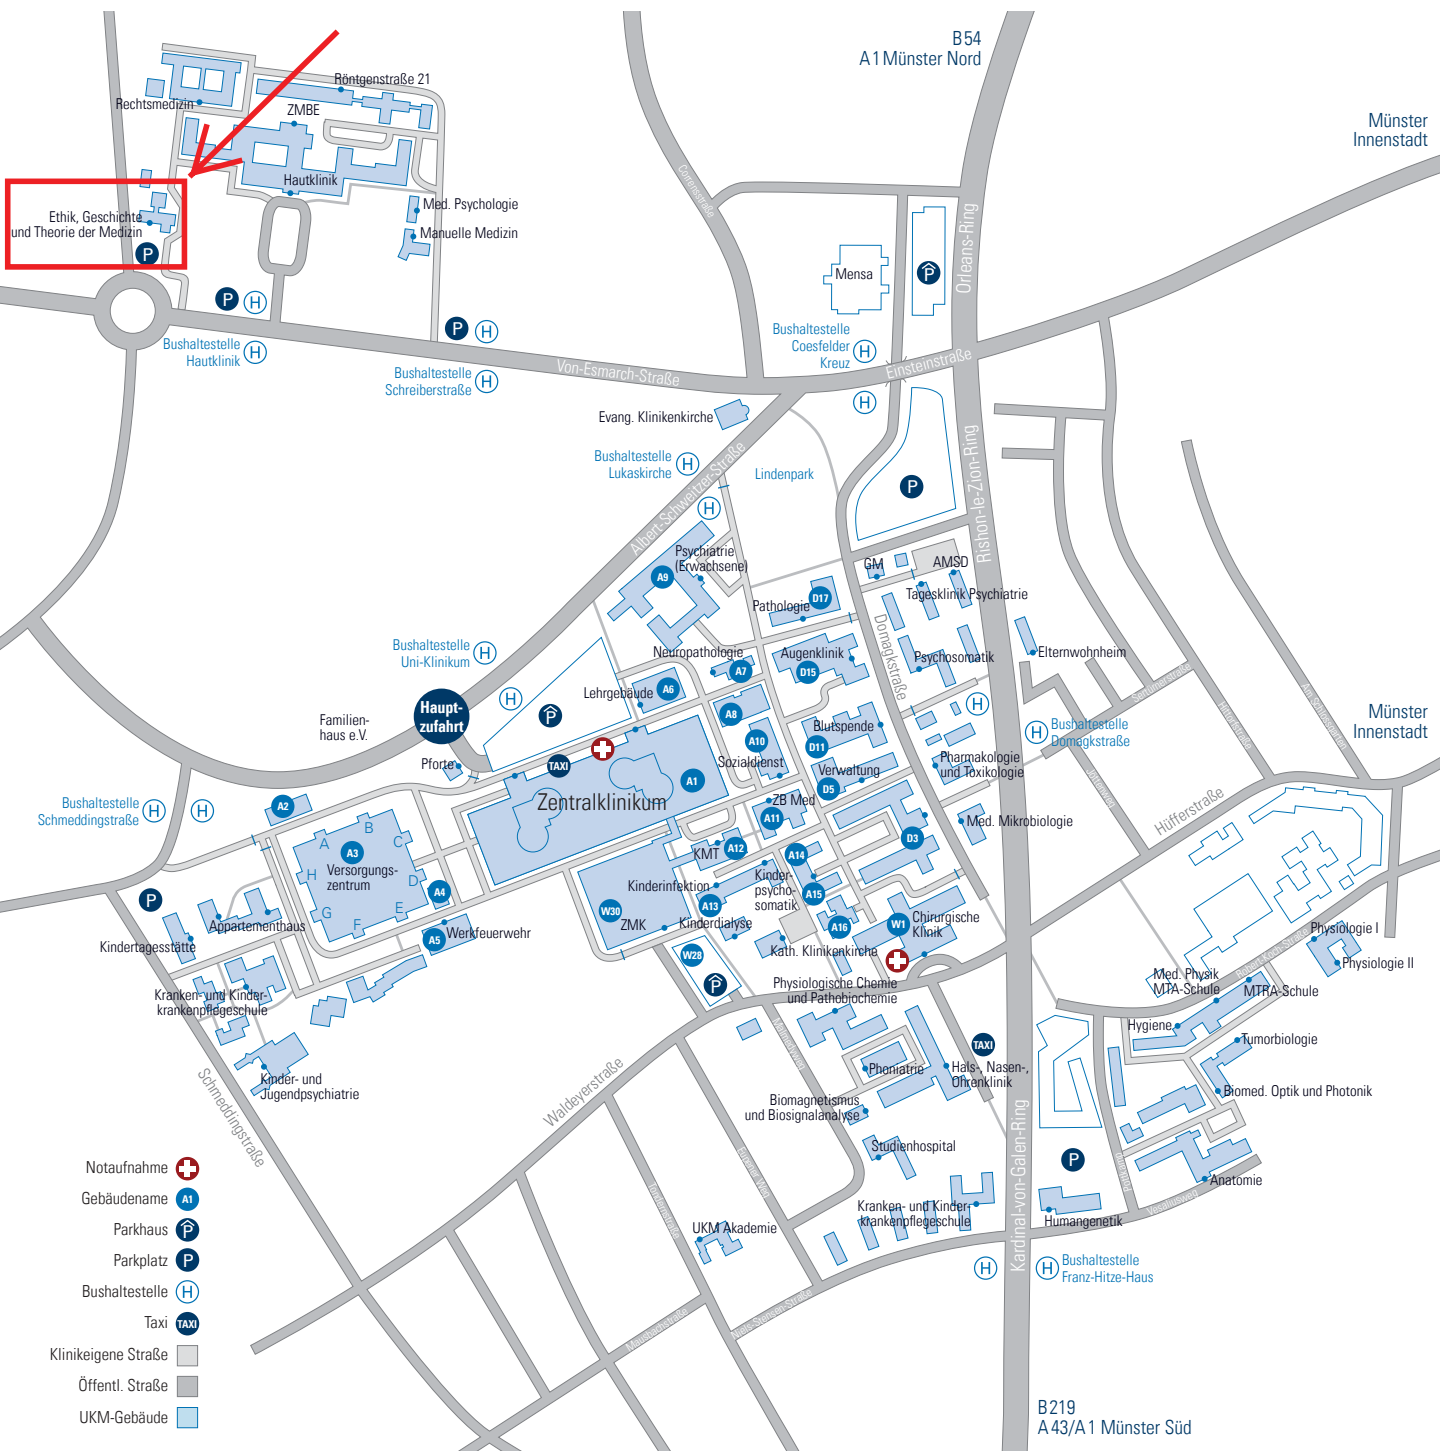 B54
A1 Münster Nord
Münster
Innenstadt
Röntgenstraße 21
Rechtsmedizin
ZMBE
Hautklinik
Med. Psychologie
Manuelle Medizin
Ethik, Geschichte
und Theorie der Medizin
P
P
H
Bushaltestelle
Hautklinik
H
P
H
Bushaltestelle
Schreiberstraße
H
Von-Esmarch-Straße
Correnstraße
Orleans-Ring
Mensa
P
Bushaltestelle
Coesfelder
Kreuz
H
H
Einsteinstraße
Evang. Klinikenkirche
Bushaltestelle
Lukaskirche
H
H
Albert-Schweitzer-Straße
Lindenpark
P
Rishon-le-Zion-Ring
Psychiatrie
(Erwachsene)
A9
GM
AMSD
Tagesklinik Psychiatrie
Pathologie
D17
Domagkstraße
Neuropathologie
A7
Augenklinik
D15
Psychosomatik
Elternwohnheim
Bushaltestelle
Uni-Klinikum
H
H
Lehrgebäude
A6
A8
A10
Sozialdienst
Blutspende
D11
Verwaltung
D5
H
H
Bushaltestelle
Domagkstraße
Sertürnerstraße
Münster
Innenstadt
Haupt-
zufahrt
P
Familien-
haus e.V.
Pforte
TAXI
A1
Zentralklinikum
Pharmakologie
und Toxikologie
Jüferweg
Hüfferstraße
Bushaltestelle
Schmeddingstraße
H
H
A2
A
B
C
D
E
F
G
H
A3
Versorgungs-
zentrum
A4
A5
Werkfeuerwehr
ZB Med
A11
KMT
A12
A14
D3
Med. Mikrobiologie
Kinderinfektion
A13
Kinder-
psycho-
somatik
A15
Kinderdialyse
W30
ZMK
A16
W1
Chirurgische
Klinik
Kath. Klinikenkirche
W28
P
P
Appartementhaus
Kindertagesstätte
Kranken- und Kinder-
krankenpflegeschule
Kinder- und
Jugendpsychiatrie
Schmeddingstraße
Waldeyerstraße
Physiologische Chemie
und Pathobiochemie
Phoniatrie
TAXI
Hals-, Nasen-,
Ohrenklinik
Biomagnetismus
und Biosignalanalyse
Studienhospital
Kranken- und Kinder-
krankenpflegeschule
UKM Akademie
Physiologie I
Physiologie II
Robert-Koch-Straße
Med. Physik
MTA-Schule
MTRA-Schule
Hygiene
Tumorbiologie
Biomed. Optik und Photonik
Anatomie
P
Humangenetik
Vesaliusweg
Kardinal-von-Galen-Ring
H
H
Bushaltestelle
Franz-Hitze-Haus
Niels-Stensen-Straße
B219
A43/A1 Münster Süd
Notaufnahme
Gebäudename A1
Parkhaus P
Parkplatz P
Bushaltestelle H
Taxi TAXI
Klinikeigene Straße
Öffentl. Straße
UKM-Gebäude